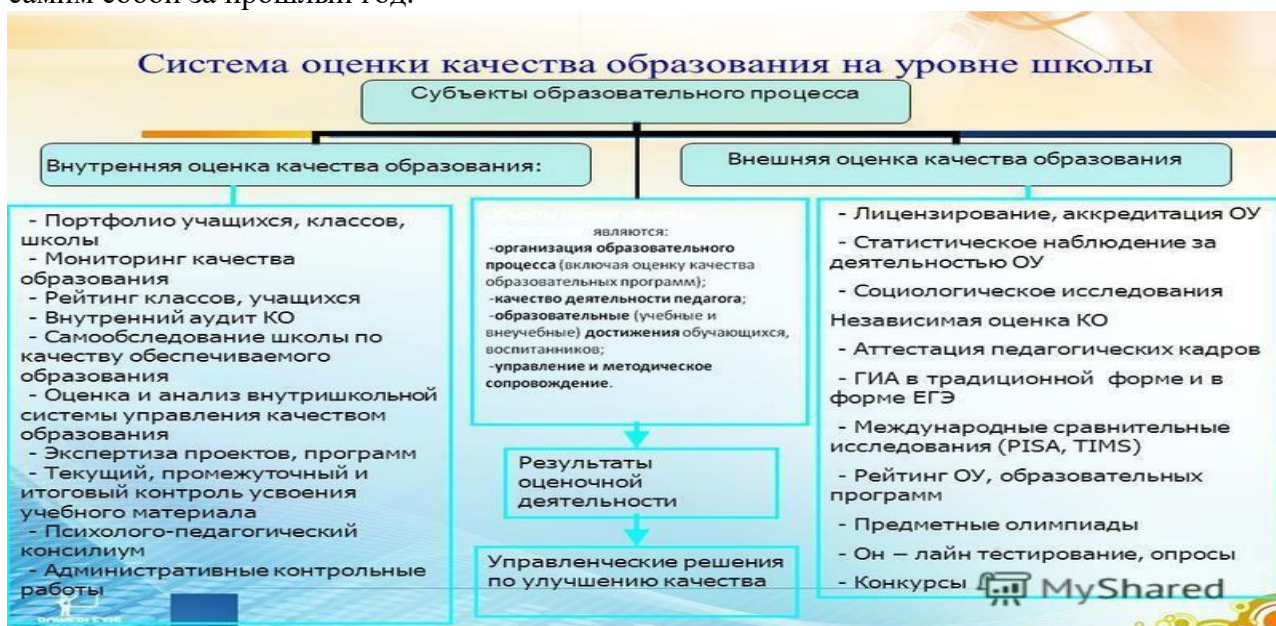 самим собой за прошлый год.
Система оценки качества образования на уровне школы
Субъекты образовательного процесса
Внутренняя оценка качества образования:
Внешняя оценка качества образования
- Портфолио учащихся, классов,
школы
- Мониторинг качества
образования
- Рейтинг классов, учащихся
- Внутренний аудит КО
- Самообследование школы по
качеству обеспечиваемого
образования
- Оценка и анализ внутришкольной
системы управления качеством
образования
- Экспертиза проектов, программ
- Текущий, промежуточный и
итоговый контроль усвоения
учебного материала
- Психолого-педагогический
консилиум
- Административные контрольные
работы
являются:
-организация образовательного
процесса (включая оценку качества
образовательных программ);
-качество деятельности педагога;
-образовательные (учебные и
внеучебные) достижения обучающихся,
воспитанников;
-управление и методическое
сопровождение.
Результаты
оценочной
деятельности
Управленческие решения
по улучшению качества
- Лицензирование, аккредитация ОУ
- Статистическое наблюдение за
деятельностью ОУ
- Социологическое исследования
Независимая оценка КО
- Аттестация педагогических кадров
- ГИА в традиционной форме и в
форме ЕГЭ
- Международные сравнительные
исследования (PISA, TIMS)
- Рейтинг ОУ, образовательных
программ
- Предметные олимпиады
- Он – лайн тестирование, опросы
- Конкурсы
MyShared